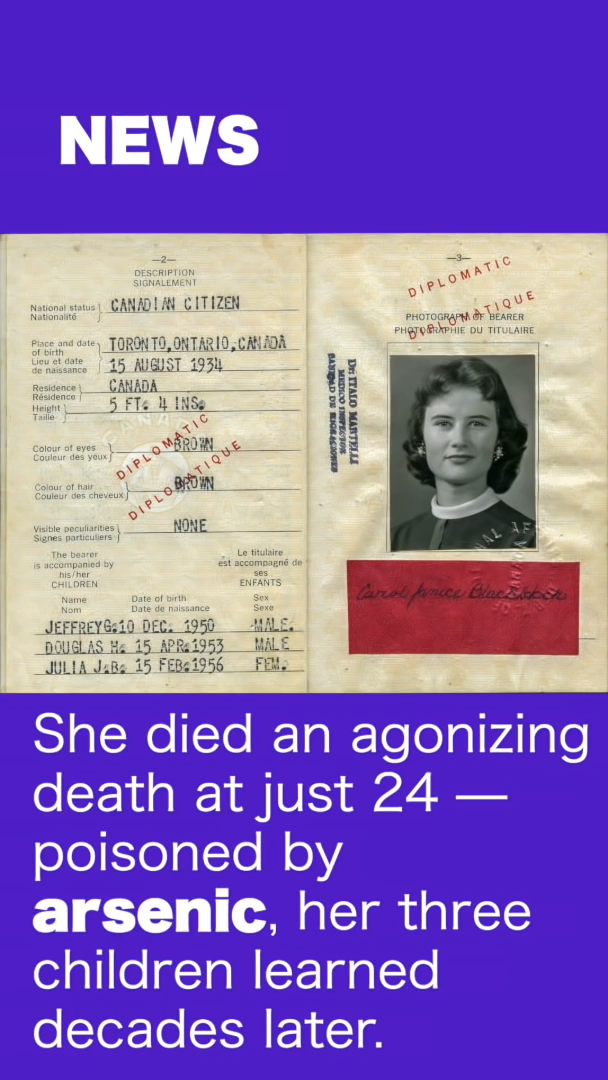 NEWS
—2—
DESCRIPTION
SIGNALEMENT
National status
Nationalité
CANADIAN CITIZEN
Place and date
of birth
Lieu et date
de naissance
TORONTO, ONTARIO, CANADA
15 AUGUST 1934
Residence
Résidence
CANADA
Height
Taille
5 FT. 4 INS.
Colour of eyes
Couleur des yeux
BROWN
Colour of hair
Couleur des cheveux
BROWN
DIPLOMATIC
DIPLOMATIQUE
Visible peculiarities
Signes particuliers
NONE
The bearer
is accompanied by
his/her
CHILDREN
Le titulaire
est accompagné de
ses
ENFANTS
Name
Nom
Date of birth
Date de naissance
Sex
Sexe
JEFFREY G. 10 DEC. 1950 MALE.
DOUGLAS H. 15 APR. 1953 MALE
JULIA J.B. 15 FEB. 1956 FEM.
—3—
DIPLOMATIC
DIPLOMATIQUE
PHOTOGRAPH OF BEARER
PHOTOGRAPHIE DU TITULAIRE
Dr. ITALO MARTELLI
MEDICO INSPECTOR
Carol Janice Blackstock
She died an agonizing
death at just 24 —
poisoned by
arsenic, her three
children learned
decades later.